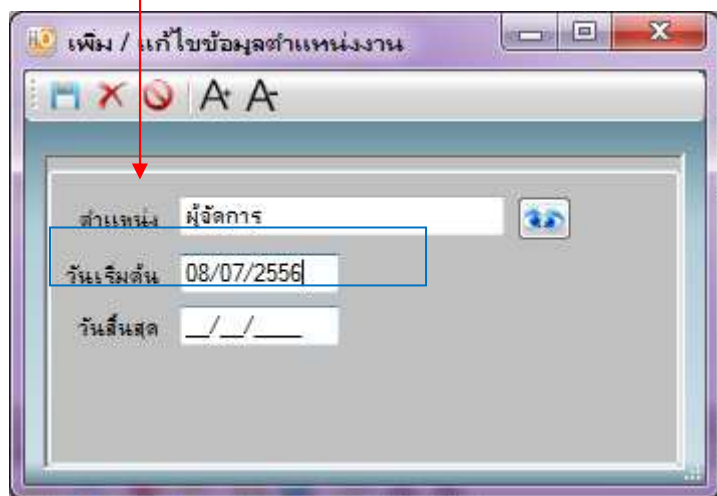 เพิ่ม / แก้ไขข้อมูลตำแหน่งงาน
A+ A-
ตำแหน่ง ผู้จัดการ
วันเริ่มต้น 08/07/2556
วันสิ้นสุด __/__/____